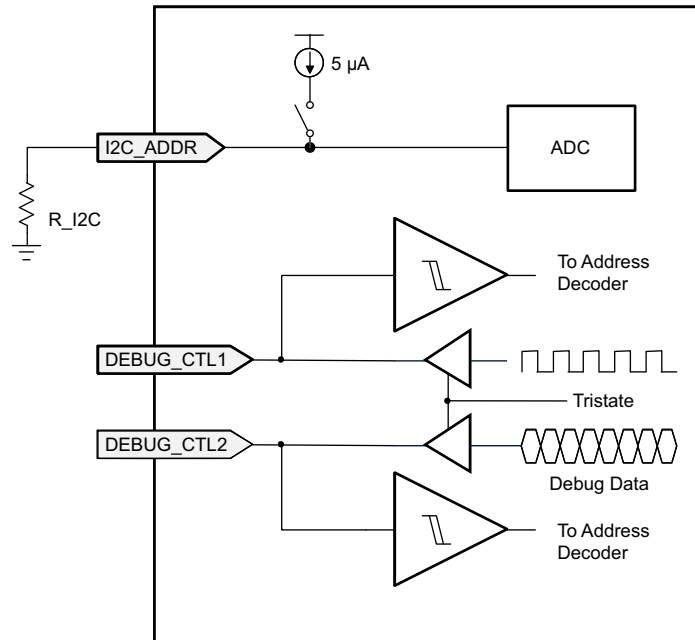 5 µA
I2C_ADDR
ADC
R_I2C
To Address
Decoder
DEBUG_CTL1
Tristate
DEBUG_CTL2
Debug Data
To Address
Decoder